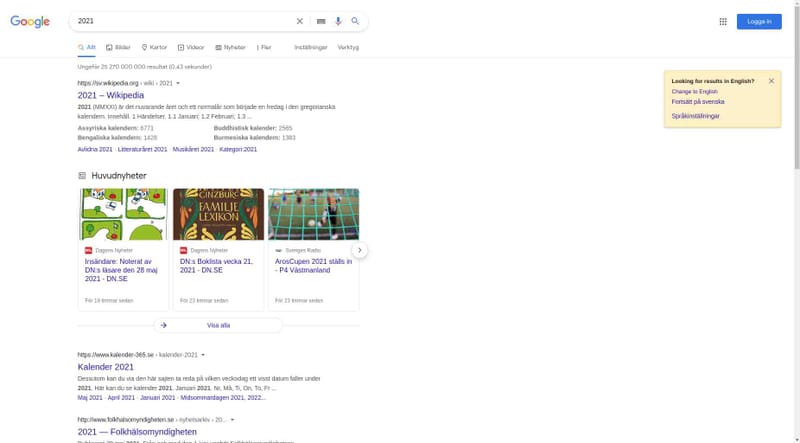 Google
2021
Logga in
Allt
Bilder
Kartor
Videor
Nyheter
Fler
Inställningar
Verktyg
Ungefär 25 270 000 000 resultat (0,43 sekunder)
https://sv.wikipedia.org › wiki › 2021
2021 – Wikipedia
2021 (MMXXI) är det nuvarande året och ett normalår som började en fredag i den gregorianska
kalendern. Innehåll. 1 Händelser. 1.1 Januari; 1.2 Februari; 1.3 ...
Assyriska kalendern: 6771
Buddhistisk kalender: 2565
Bengaliska kalendern: 1428
Burmesiska kalendern: 1383
Avlidna 2021 · Litteraturåret 2021 · Musikåret 2021 · Kategori:2021
Looking for results in English?
Change to English
Fortsätt på svenska
Språkinställningar
Huvudnyheter
GINZBURG
FAMILJE
LEXIKON
DN. Dagens Nyheter
Insändare: Noterat av
DN:s läsare den 28 maj
2021 - DN.SE
För 19 timmar sedan
DN. Dagens Nyheter
DN:s Boklista vecka 21,
2021 - DN.SE
För 23 timmar sedan
Sveriges Radio
ArosCupen 2021 ställs in
- P4 Västmanland
För 23 timmar sedan
Visa alla
https://www.kalender-365.se › kalender-2021
Kalender 2021
Dessutom kan du via den här sajten ta reda på vilken veckodag ett visst datum faller under
2021. Här kan du se kalender 2021. Januari 2021. Nr, Må, Ti, On, To, Fr ...
Maj 2021 · April 2021 · Januari 2021 · Midsommardagen 2021, 2022...
http://www.folkhalsomyndigheten.se › nyhetsarkiv › 20...
2021 — Folkhälsomyndigheten